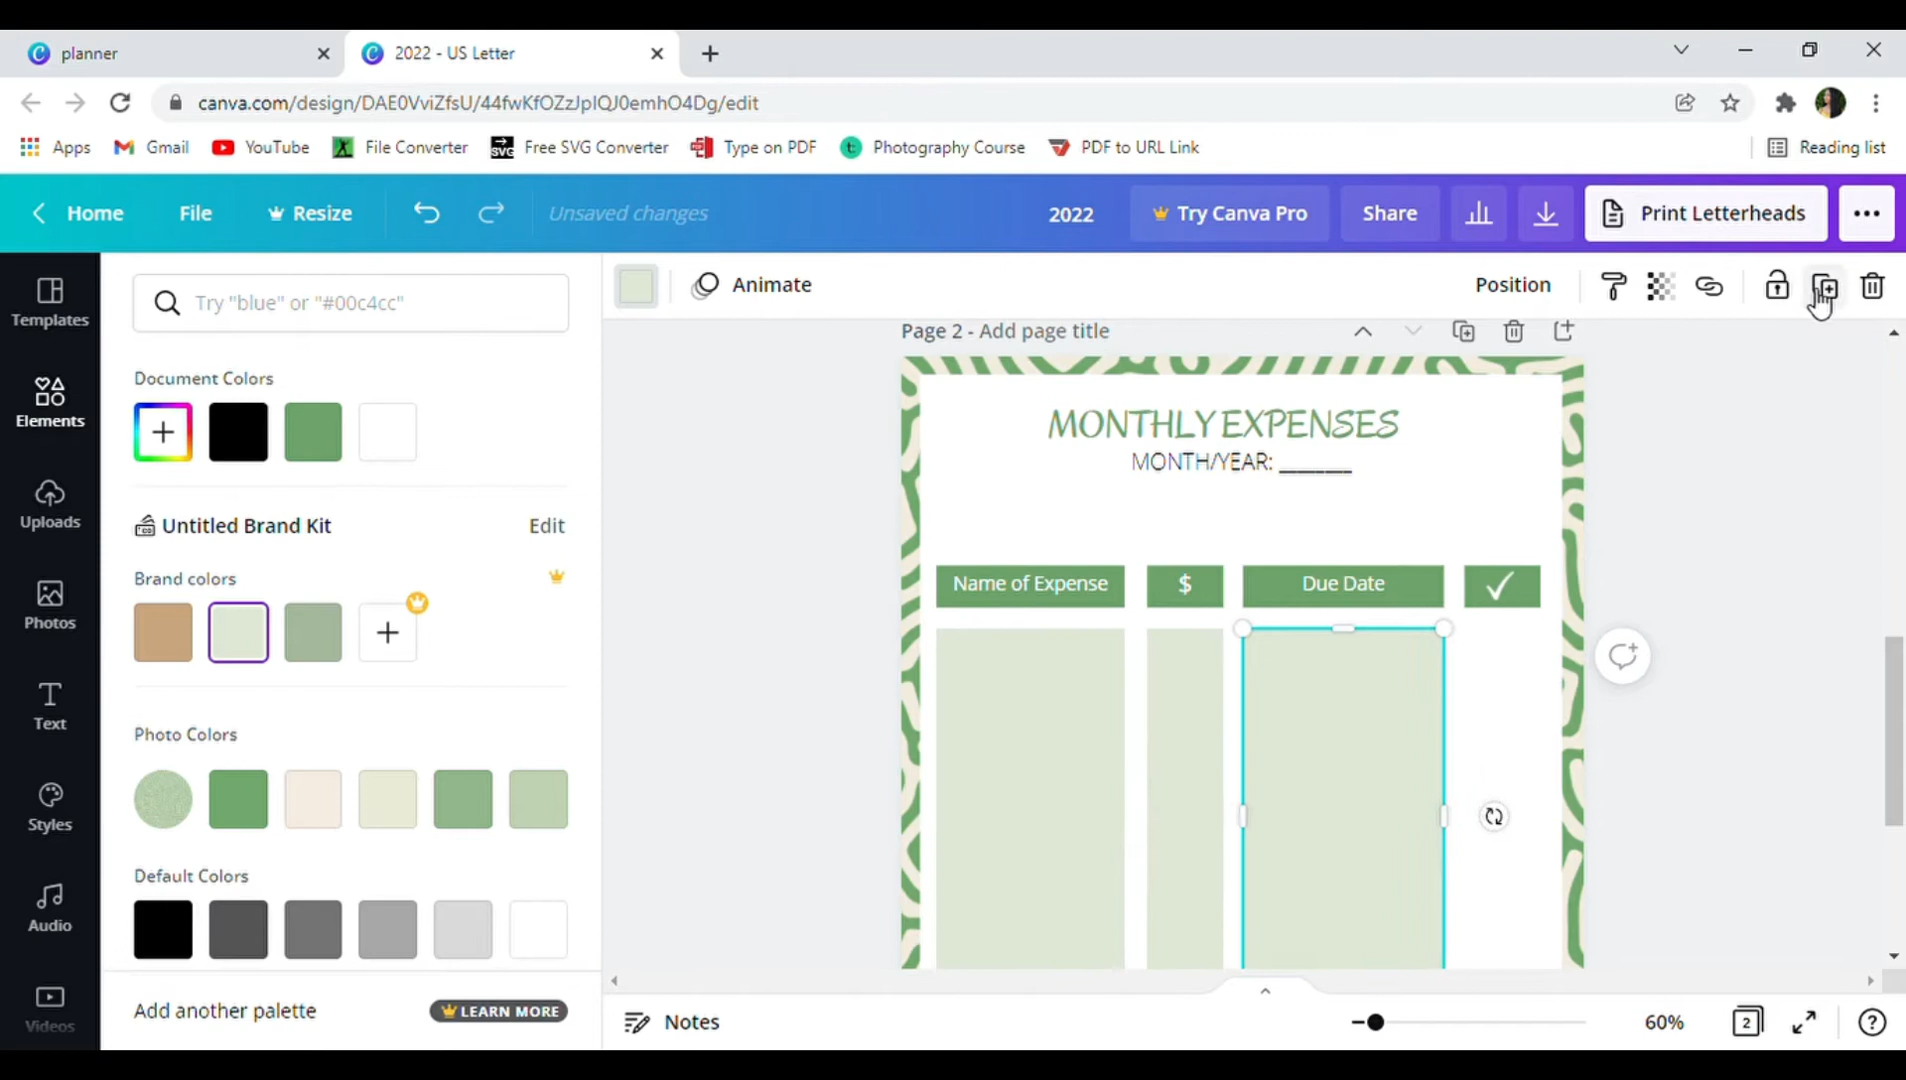 planner
2022 - US Letter
canva.com/design/DAE0VviZfsU/44fwKfOZzJpIQJ0emhO4Dg/edit
Apps Gmail YouTube File Converter Free SVG Converter Type on PDF Photography Course PDF to URL Link Reading list
Home File Resize Unsaved changes 2022 Try Canva Pro Share Print Letterheads
Templates
Elements
Uploads
Photos
Text
Styles
Audio
Videos
Try "blue" or "#00c4cc"
Document Colors
Untitled Brand Kit Edit
Brand colors
Photo Colors
Default Colors
Add another palette LEARN MORE
Animate Position
Page 2 - Add page title
MONTHLY EXPENSES
MONTH/YEAR: ______
Name of Expense $ Due Date ✓
Notes 60% 2